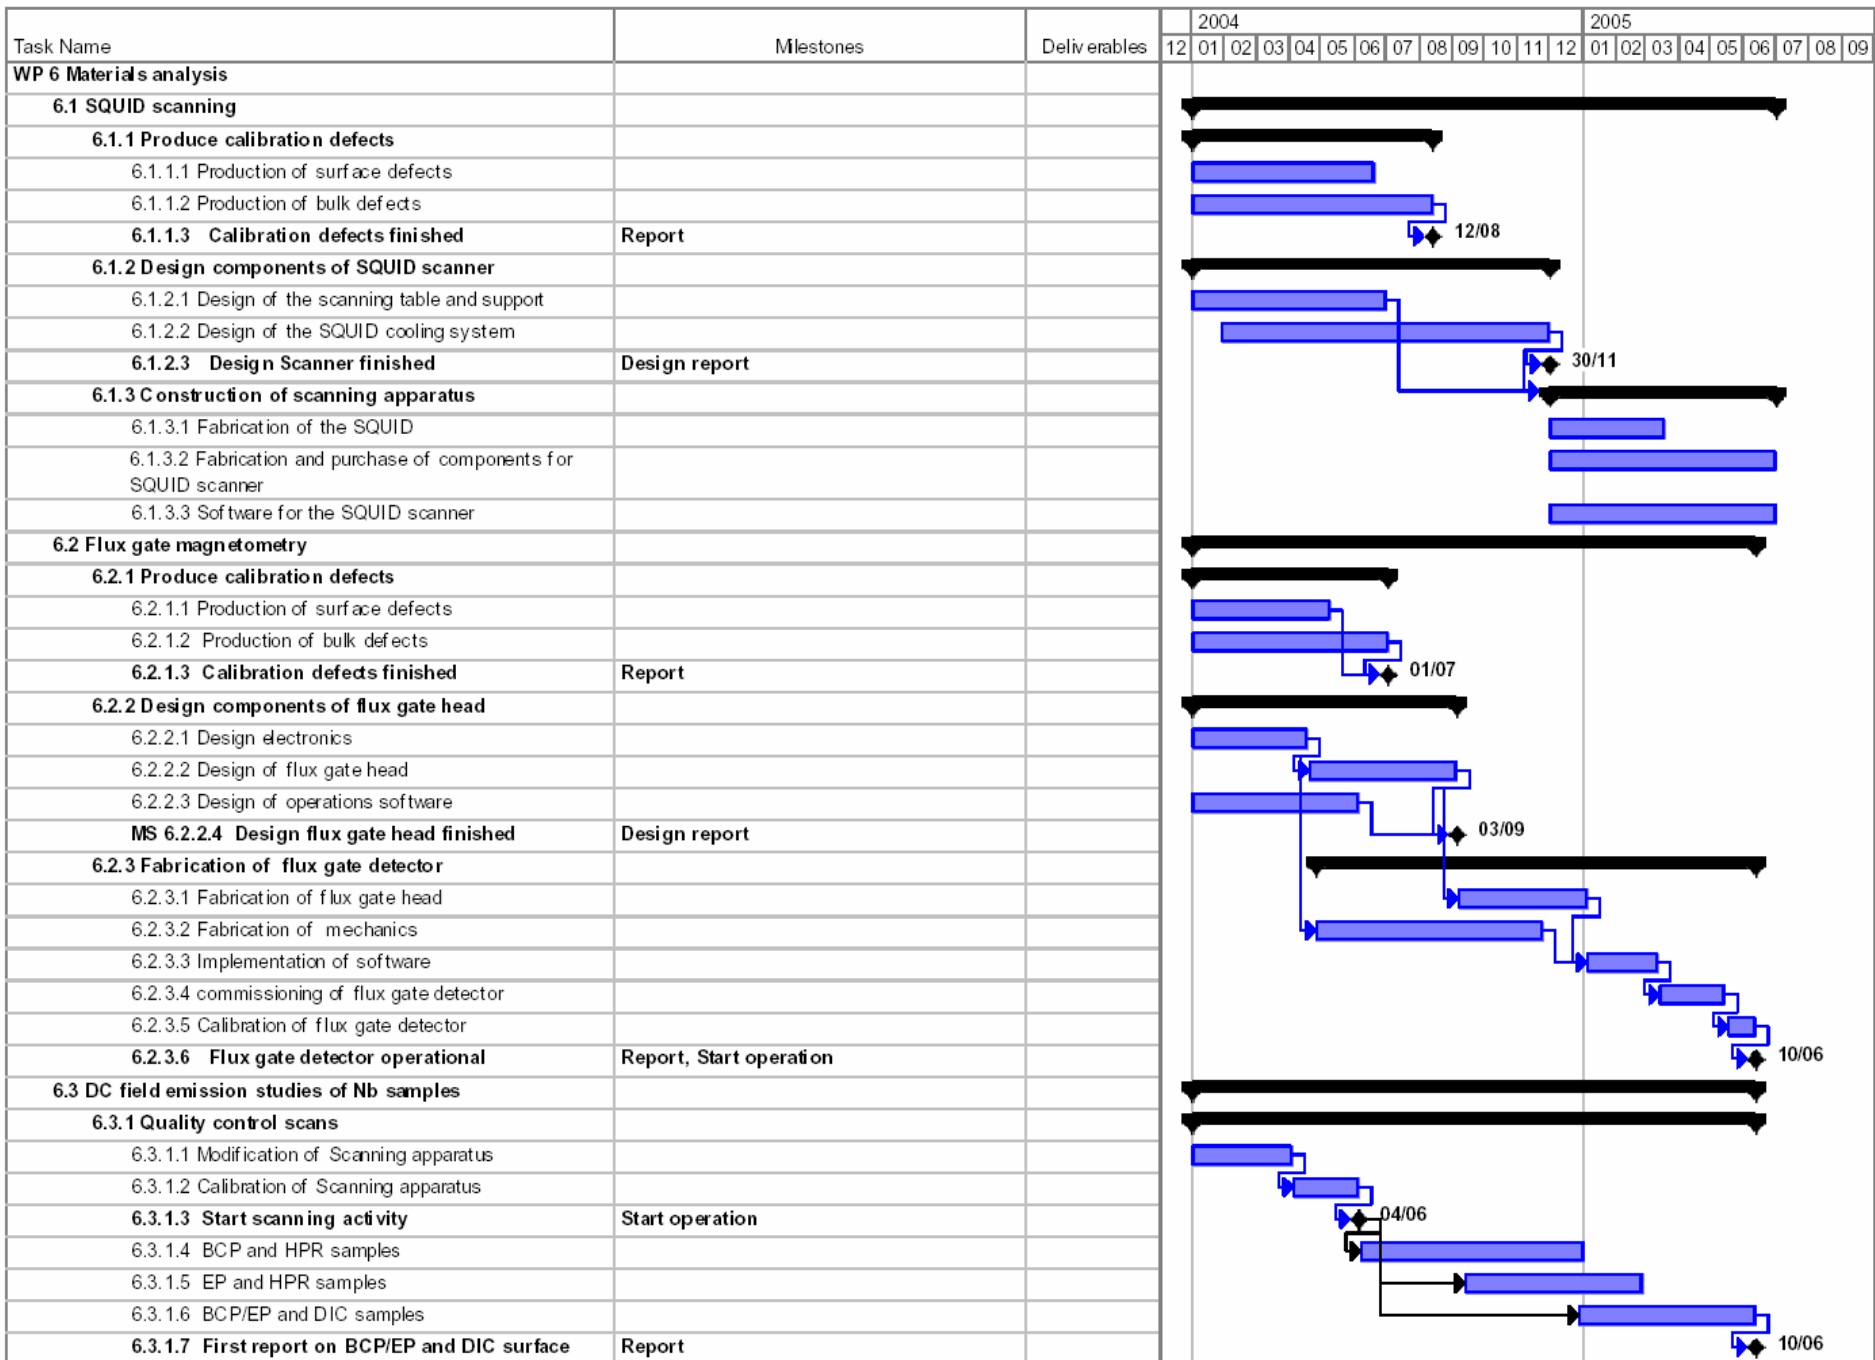 2004 2005
Task Name Milestones Deliverables 12 01 02 03 04 05 06 07 08 09 10 11 12 01 02 03 04 05 06 07 08 09
WP 6 Materials analysis
6.1 SQUID scanning
6.1.1 Produce calibration defects
6.1.1.1 Production of surface defects
6.1.1.2 Production of bulk defects
6.1.1.3 Calibration defects finished Report 12/08
6.1.2 Design components of SQUID scanner
6.1.2.1 Design of the scanning table and support
6.1.2.2 Design of the SQUID cooling system
6.1.2.3 Design Scanner finished Design report 30/11
6.1.3 Construction of scanning apparatus
6.1.3.1 Fabrication of the SQUID
6.1.3.2 Fabrication and purchase of components for
SQUID scanner
6.1.3.3 Software for the SQUID scanner
6.2 Flux gate magnetometry
6.2.1 Produce calibration defects
6.2.1.1 Production of surface defects
6.2.1.2 Production of bulk defects
6.2.1.3 Calibration defects finished Report 01/07
6.2.2 Design components of flux gate head
6.2.2.1 Design electronics
6.2.2.2 Design of flux gate head
6.2.2.3 Design of operations software
MS 6.2.2.4 Design flux gate head finished Design report 03/09
6.2.3 Fabrication of flux gate detector
6.2.3.1 Fabrication of flux gate head
6.2.3.2 Fabrication of mechanics
6.2.3.3 Implementation of software
6.2.3.4 commissioning of flux gate detector
6.2.3.5 Calibration of flux gate detector
6.2.3.6 Flux gate detector operational Report, Start operation 10/06
6.3 DC field emission studies of Nb samples
6.3.1 Quality control scans
6.3.1.1 Modification of Scanning apparatus
6.3.1.2 Calibration of Scanning apparatus
6.3.1.3 Start scanning activity Start operation 04/06
6.3.1.4 BCP and HPR samples
6.3.1.5 EP and HPR samples
6.3.1.6 BCP/EP and DIC samples
6.3.1.7 First report on BCP/EP and DIC surface Report 10/06